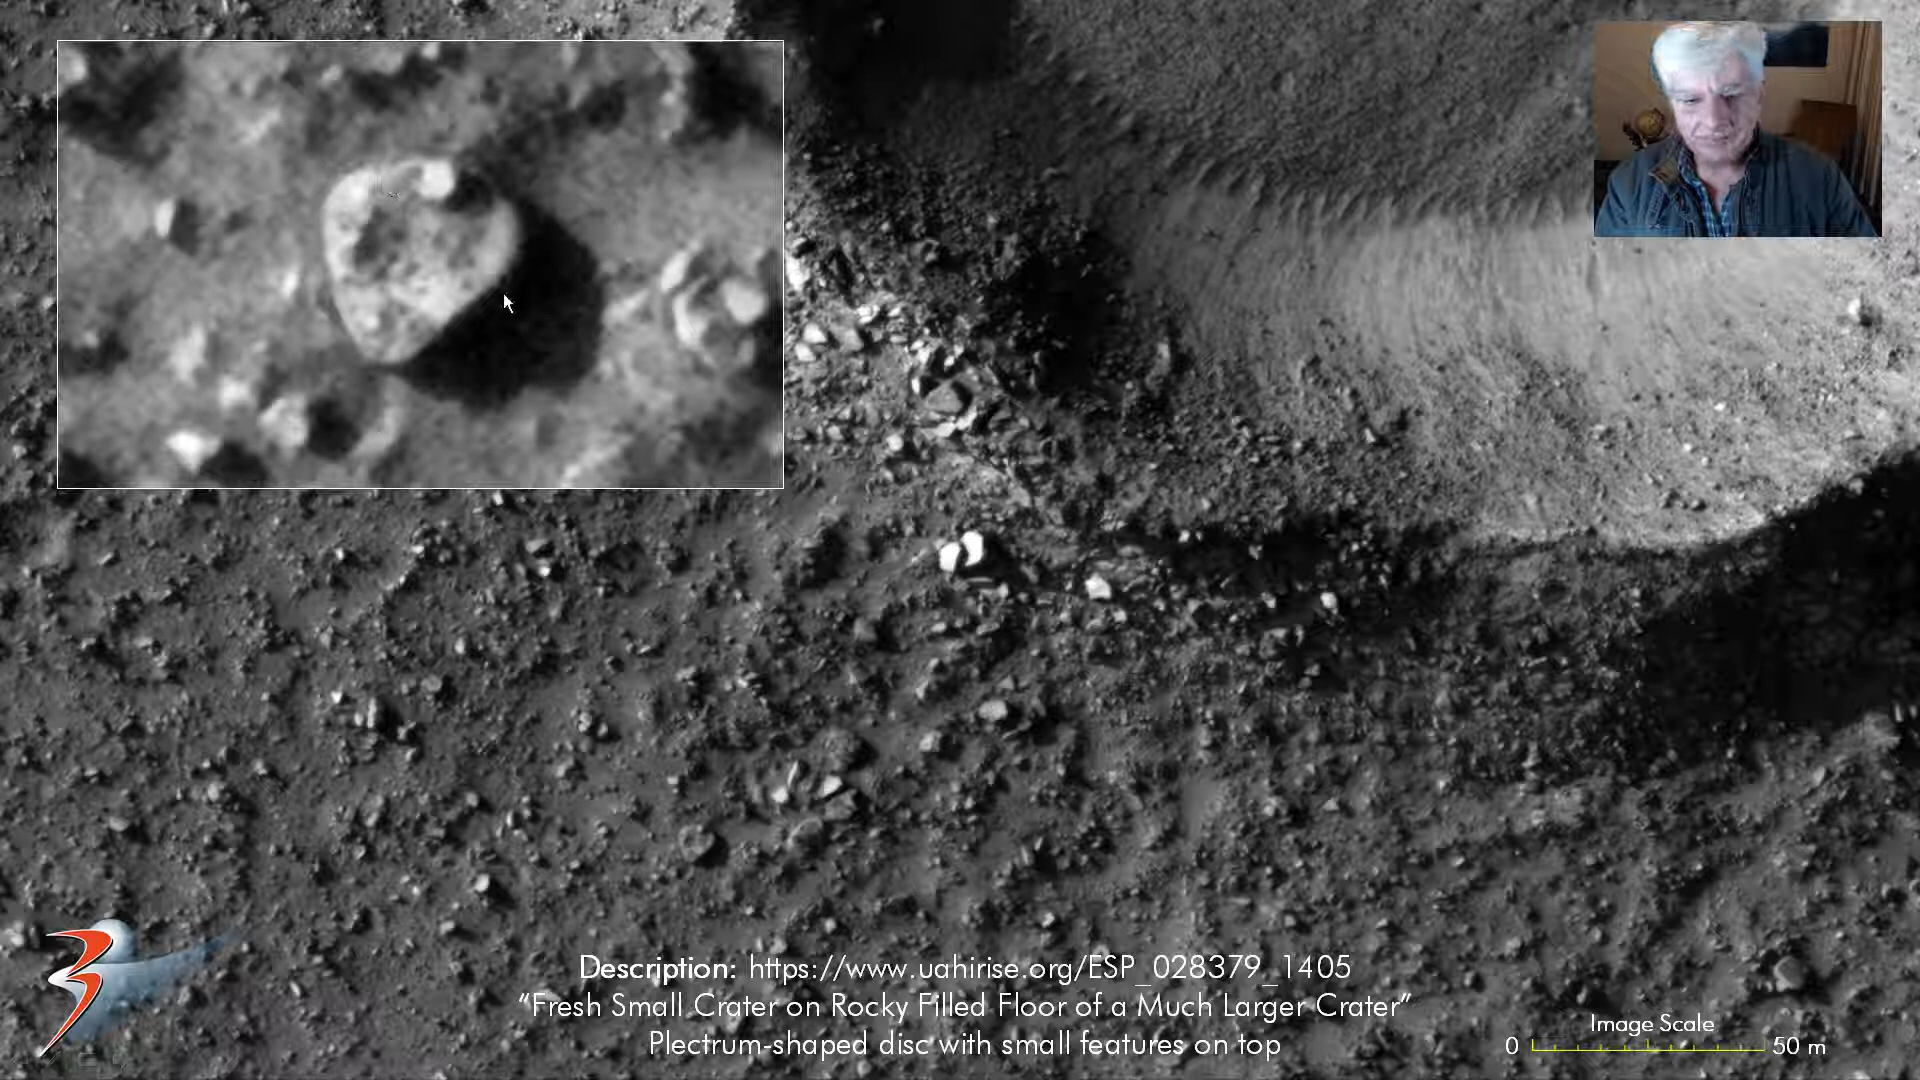 Description: https://www.uahirise.org/ESP_028379_1405
“Fresh Small Crater on Rocky Filled Floor of a Much Larger Crater”
Plectrum-shaped disc with small features on top
Image Scale
0 50 m